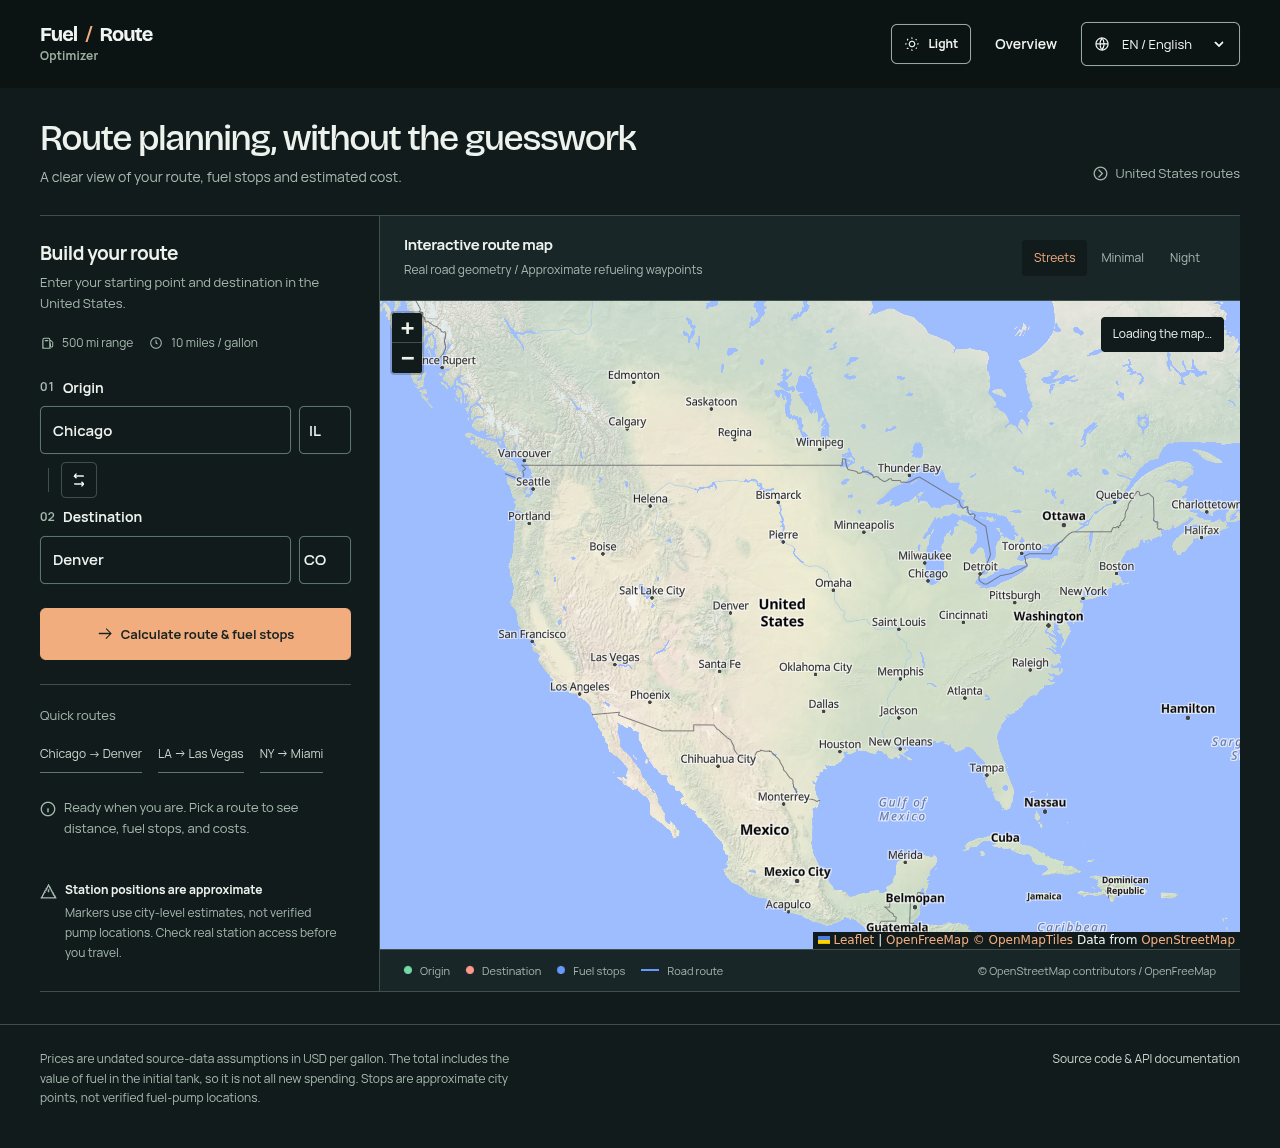 Fuel / Route
Optimizer
Light
Overview
EN / English
Route planning, without the guesswork
A clear view of your route, fuel stops and estimated cost.
United States routes
Build your route
Enter your starting point and destination in the
United States.
500 mi range
10 miles / gallon
01 Origin
Chicago
IL
02 Destination
Denver
CO
Calculate route & fuel stops
Quick routes
Chicago → Denver
LA → Las Vegas
NY → Miami
Ready when you are. Pick a route to see
distance, fuel stops, and costs.
Station positions are approximate
Markers use city-level estimates, not verified
pump locations. Check real station access before
you travel.
Interactive route map
Real road geometry / Approximate refueling waypoints
Streets
Minimal
Night
+
−
Loading the map…
nce Rupert
Edmonton
Saskatoon
Calgary
Regina
Winnipeg
Vancouver
Thunder Bay
Seattle
Helena
Bismarck
Quebec
Charlottetown
Portland
Minneapolis
Ottawa
Halifax
Pierre
Boise
Toronto
Milwaukee
Chicago
Detroit
Boston
Salt Lake City
Omaha
Pittsburgh
New York
Denver
United
States
Cincinnati
Washington
Saint Louis
San Francisco
Las Vegas
Santa Fe
Oklahoma City
Memphis
Raleigh
Los Angeles
Phoenix
Atlanta
Dallas
Jackson
Hamilton
Houston
New Orleans
Sarg
S
Chihuahua City
Tampa
Monterrey
Gulf of
Mexico
Nassau
Mexico
Cuba
Mérida
Mexico City
Dominican
Republic
Jamaica
Acapulco
Belmopan
Guatemala
Caribbean
Leaflet | OpenFreeMap © OpenMapTiles Data from OpenStreetMap
Origin
Destination
Fuel stops
Road route
© OpenStreetMap contributors / OpenFreeMap
Prices are undated source-data assumptions in USD per gallon. The total includes the
value of fuel in the initial tank, so it is not all new spending. Stops are approximate city
points, not verified fuel-pump locations.
Source code & API documentation